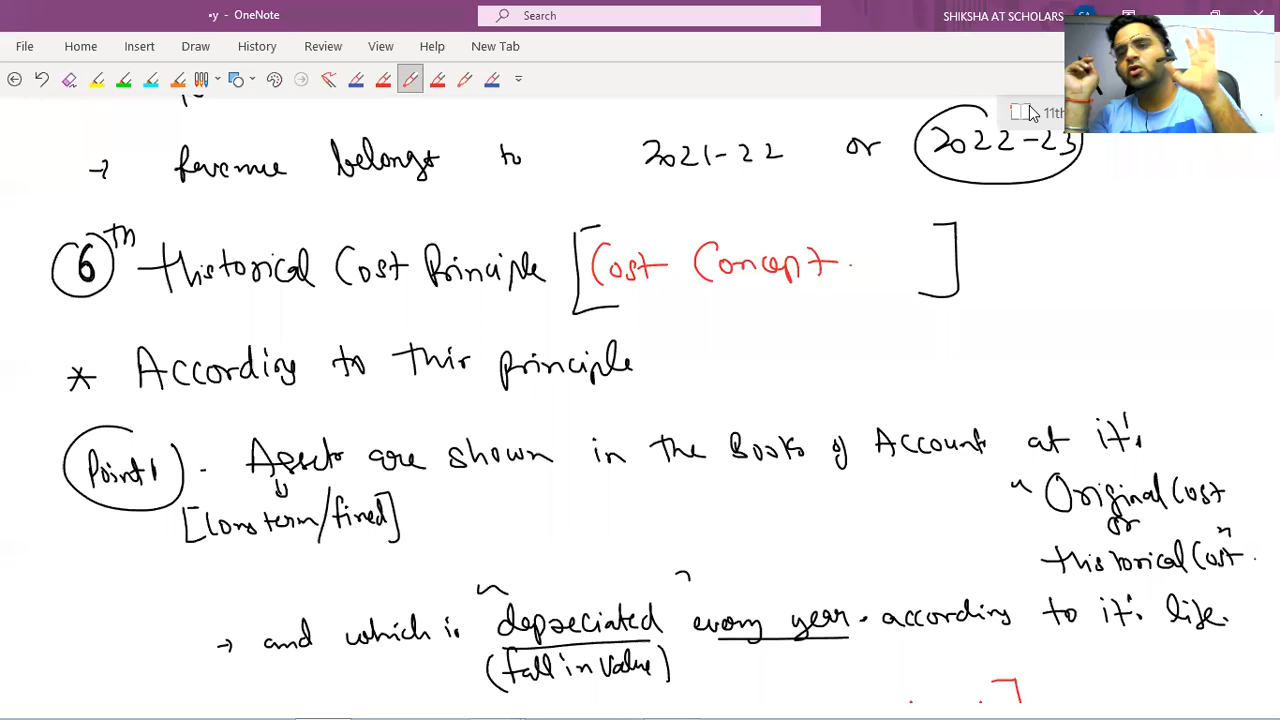 •y - OneNote
Search
SHIKSHA AT SCHOLARS
File Home Insert Draw History Review View Help New Tab
11th
→ revenue belongs to 2021-22 or 2022-23
6th Historical Cost Principle [Cost Concept.]
* According to this principle
Point 1 - Assets are shown in the Books of Account at it's
[long term/fixed]
"Original Cost
or
Historical Cost".
→ and which is "depreciated" every year. according to it's life.
(fall in value)